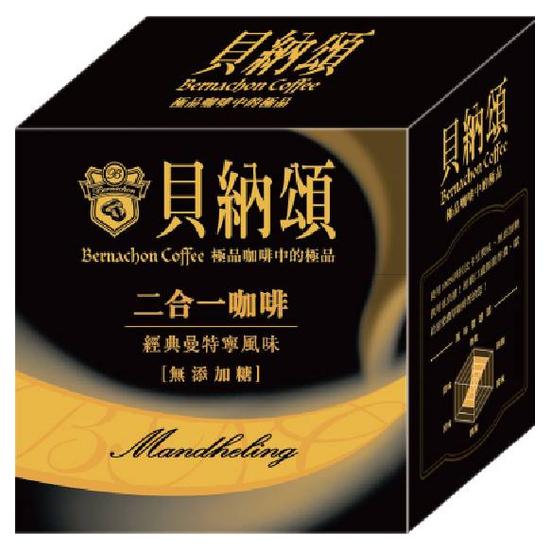 貝納頌
Bernachon Coffee
極品咖啡中的極品
B
Bernachon
貝納頌
Bernachon Coffee 極品咖啡中的極品
二合一咖啡
經典曼特寧風味
[無添加糖]
Mandheling
貝納頌
Bernachon Coffee
極品咖啡中的極品